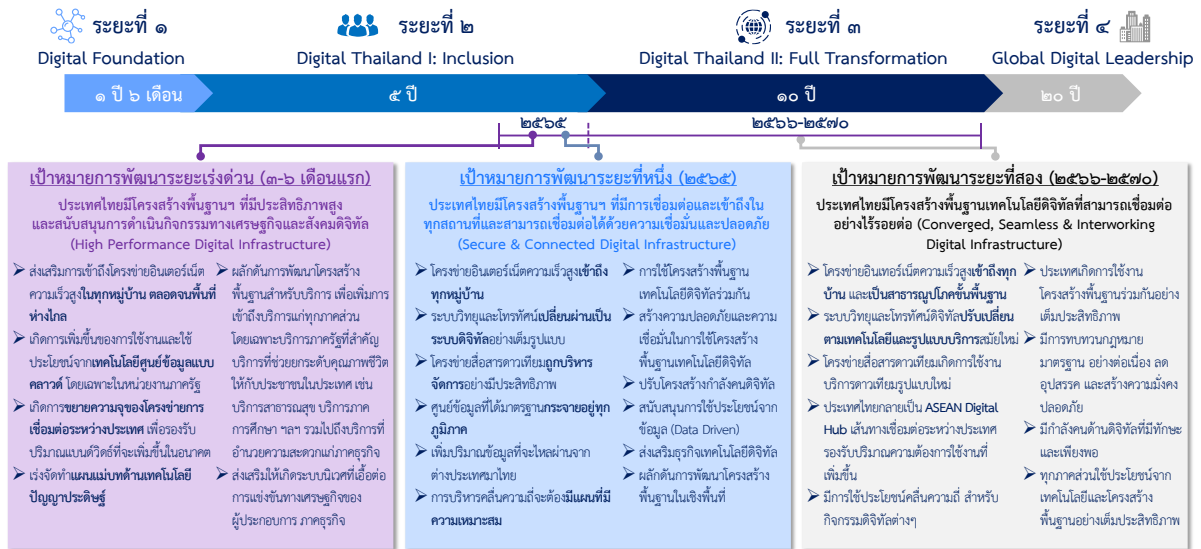 ระยะที่ ๑
Digital Foundation
ระยะที่ ๒
Digital Thailand I: Inclusion
ระยะที่ ๓
Digital Thailand II: Full Transformation
ระยะที่ ๔
Global Digital Leadership
๑ ปี ๖ เดือน
๕ ปี
๑๐ ปี
๒๐ ปี
๒๕๖๕
๒๕๖๖-๒๕๗๐
เป้าหมายการพัฒนาระยะเร่งด่วน (๓-๖ เดือนแรก)
ประเทศไทยมีโครงสร้างพื้นฐานฯ ที่มีประสิทธิภาพสูง
และสนับสนุนการดำเนินกิจกรรมทางเศรษฐกิจและสังคมดิจิทัล
(High Performance Digital Infrastructure)
➢ ส่งเสริมการเข้าถึงโครงข่ายอินเตอร์เน็ต
ความเร็วสูงในทุกหมู่บ้าน ตลอดจนพื้นที่
ห่างไกล
➢ เกิดการเพิ่มขึ้นของการใช้งานและใช้
ประโยชน์จากเทคโนโลยีศูนย์ข้อมูลแบบ
คลาวด์ โดยเฉพาะในหน่วยงานภาครัฐ
➢ เกิดการขยายความจุของโครงข่ายการ
เชื่อมต่อระหว่างประเทศ เพื่อรองรับ
ปริมาณแบนด์วิดธ์ที่จะเพิ่มขึ้นในอนาคต
➢ เร่งจัดทำแผนแม่บทด้านเทคโนโลยี
ปัญญาประดิษฐ์
➢ ผลักดันการพัฒนาโครงสร้าง
พื้นฐานสำหรับบริการ เพื่อเพิ่มการ
เข้าถึงบริการแก่ทุกภาคส่วน
โดยเฉพาะบริการภาครัฐที่สำคัญ
บริการที่ช่วยยกระดับคุณภาพชีวิต
ให้กับประชาชนในประเทศ เช่น
บริการสาธารณสุข บริการภาค
การศึกษา ฯลฯ รวมไปถึงบริการที่
อำนวยความสะดวกแก่ภาคธุรกิจ
➢ ส่งเสริมให้เกิดระบบนิเวศที่เอื้อต่อ
การแข่งขันทางเศรษฐกิจของ
ผู้ประกอบการ ภาคธุรกิจ
เป้าหมายการพัฒนาระยะที่หนึ่ง (๒๕๖๕)
ประเทศไทยมีโครงสร้างพื้นฐานฯ ที่มีการเชื่อมต่อและเข้าถึงใน
ทุกสถานที่และสามารถเชื่อมต่อได้ด้วยความเชื่อมั่นและปลอดภัย
(Secure & Connected Digital Infrastructure)
➢ โครงข่ายอินเตอร์เน็ตความเร็วสูงเข้าถึง
ทุกหมู่บ้าน
➢ ระบบวิทยุและโทรทัศน์เปลี่ยนผ่านเป็น
ระบบดิจิทัลอย่างเต็มรูปแบบ
➢ โครงข่ายสื่อสารดาวเทียมถูกบริหาร
จัดการอย่างมีประสิทธิภาพ
➢ ศูนย์ข้อมูลที่ได้มาตรฐานกระจายอยู่ทุก
ภูมิภาค
➢ เพิ่มปริมาณข้อมูลที่จะไหลผ่านจาก
ต่างประเทศมาไทย
➢ การบริหารคลื่นความถี่จะต้องมีแผนที่มี
ความเหมาะสม
➢ การใช้โครงสร้างพื้นฐาน
เทคโนโลยีดิจิทัลร่วมกัน
➢ สร้างความปลอดภัยและความ
เชื่อมั่นในการใช้โครงสร้าง
พื้นฐานเทคโนโลยีดิจิทัล
➢ ปรับโครงสร้างกำลังคนดิจิทัล
➢ สนับสนุนการใช้ประโยชน์จาก
ข้อมูล (Data Driven)
➢ ส่งเสริมธุรกิจเทคโนโลยีดิจิทัล
➢ ผลักดันการพัฒนาโครงสร้าง
พื้นฐานในเชิงพื้นที่
เป้าหมายการพัฒนาระยะที่สอง (๒๕๖๖-๒๕๗๐)
ประเทศไทยมีโครงสร้างพื้นฐานเทคโนโลยีดิจิทัลที่สามารถเชื่อมต่อ
อย่างไร้รอยต่อ (Converged, Seamless & Interworking
Digital Infrastructure)
➢ โครงข่ายอินเทอร์เน็ตความเร็วสูงเข้าถึงทุก
บ้าน และเป็นสาธารณูปโภคขั้นพื้นฐาน
➢ ระบบวิทยุและโทรทัศน์ดิจิทัลปรับเปลี่ยน
ตามเทคโนโลยีและรูปแบบบริการสมัยใหม่
➢ โครงข่ายสื่อสารดาวเทียมเกิดการใช้งาน
บริการดาวเทียมรูปแบบใหม่
➢ ประเทศไทยกลายเป็น ASEAN Digital
Hub เส้นทางเชื่อมต่อระหว่างประเทศ
รองรับปริมาณความต้องการใช้งานที่
เพิ่มขึ้น
➢ มีการใช้ประโยชน์คลื่นความถี่ สำหรับ
กิจกรรมดิจิทัลต่างๆ
➢ ประเทศเกิดการใช้งาน
โครงสร้างพื้นฐานร่วมกันอย่าง
เต็มประสิทธิภาพ
➢ มีการทบทวนกฎหมาย
มาตรฐาน อย่างต่อเนื่อง ลด
อุปสรรค และสร้างความมั่งคง
ปลอดภัย
➢ มีกำลังคนด้านดิจิทัลที่มีทักษะ
และเพียงพอ
➢ ทุกภาคส่วนใช้ประโยชน์จาก
เทคโนโลยีและโครงสร้าง
พื้นฐานอย่างเต็มประสิทธิภาพ